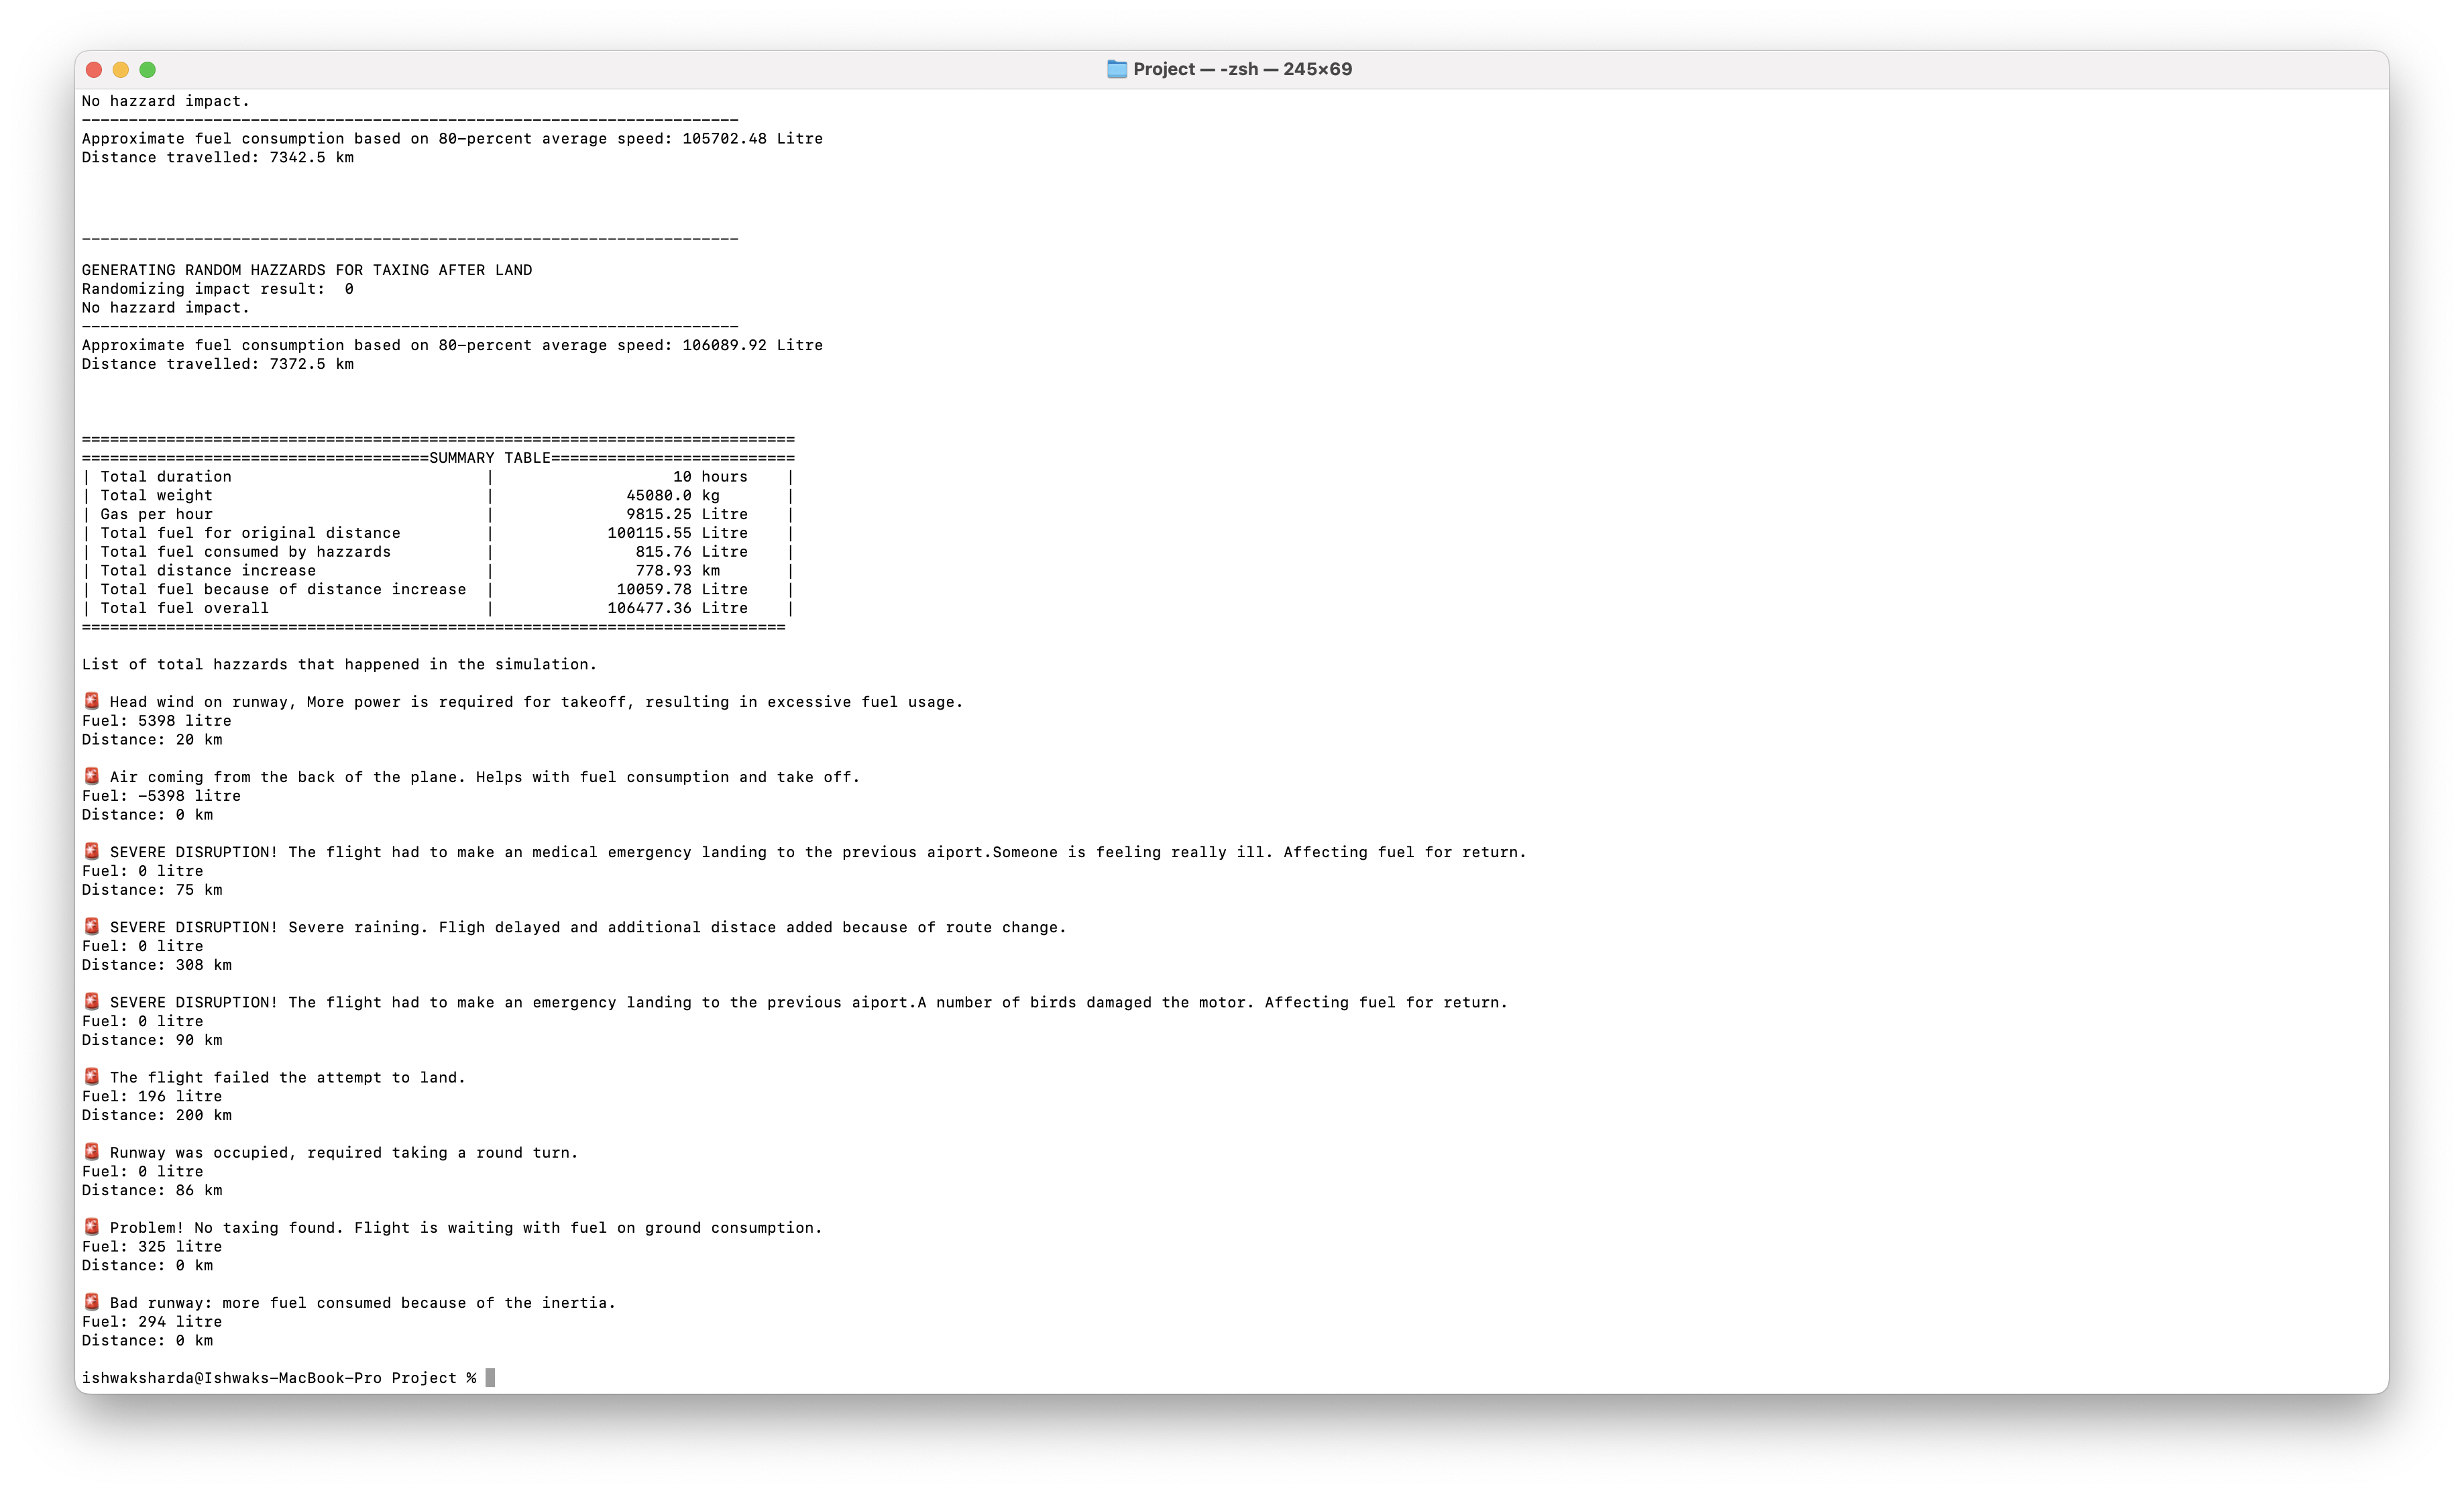 Project — -zsh — 245×69
No hazzard impact.
----------------------------------------------------------------------
Approximate fuel consumption based on 80-percent average speed: 105702.48 Litre
Distance travelled: 7342.5 km
----------------------------------------------------------------------
GENERATING RANDOM HAZZARDS FOR TAXING AFTER LAND
Randomizing impact result:  0
No hazzard impact.
----------------------------------------------------------------------
Approximate fuel consumption based on 80-percent average speed: 106089.92 Litre
Distance travelled: 7372.5 km
============================================================================
=====================================SUMMARY TABLE==========================
| Total duration                           |                   10 hours    |
| Total weight                             |              45080.0 kg       |
| Gas per hour                             |              9815.25 Litre    |
| Total fuel for original distance         |            100115.55 Litre    |
| Total fuel consumed by hazzards          |               815.76 Litre    |
| Total distance increase                  |               778.93 km       |
| Total fuel because of distance increase  |             10059.78 Litre    |
| Total fuel overall                       |            106477.36 Litre    |
===========================================================================
List of total hazzards that happened in the simulation.
🚨 Head wind on runway, More power is required for takeoff, resulting in excessive fuel usage.
Fuel: 5398 litre
Distance: 20 km
🚨 Air coming from the back of the plane. Helps with fuel consumption and take off.
Fuel: -5398 litre
Distance: 0 km
🚨 SEVERE DISRUPTION! The flight had to make an medical emergency landing to the previous aiport.Someone is feeling really ill. Affecting fuel for return.
Fuel: 0 litre
Distance: 75 km
🚨 SEVERE DISRUPTION! Severe raining. Fligh delayed and additional distace added because of route change.
Fuel: 0 litre
Distance: 308 km
🚨 SEVERE DISRUPTION! The flight had to make an emergency landing to the previous aiport.A number of birds damaged the motor. Affecting fuel for return.
Fuel: 0 litre
Distance: 90 km
🚨 The flight failed the attempt to land.
Fuel: 196 litre
Distance: 200 km
🚨 Runway was occupied, required taking a round turn.
Fuel: 0 litre
Distance: 86 km
🚨 Problem! No taxing found. Flight is waiting with fuel on ground consumption.
Fuel: 325 litre
Distance: 0 km
🚨 Bad runway: more fuel consumed because of the inertia.
Fuel: 294 litre
Distance: 0 km
ishwaksharda@Ishwaks-MacBook-Pro Project %